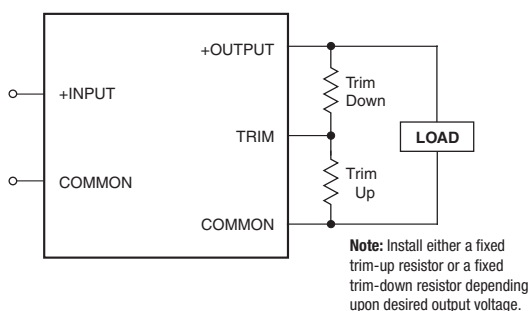 +OUTPUT
+INPUT
Trim
Down
TRIM
LOAD
COMMON
Trim
Up
COMMON
Note: Install either a fixed
trim-up resistor or a fixed
trim-down resistor depending
upon desired output voltage.